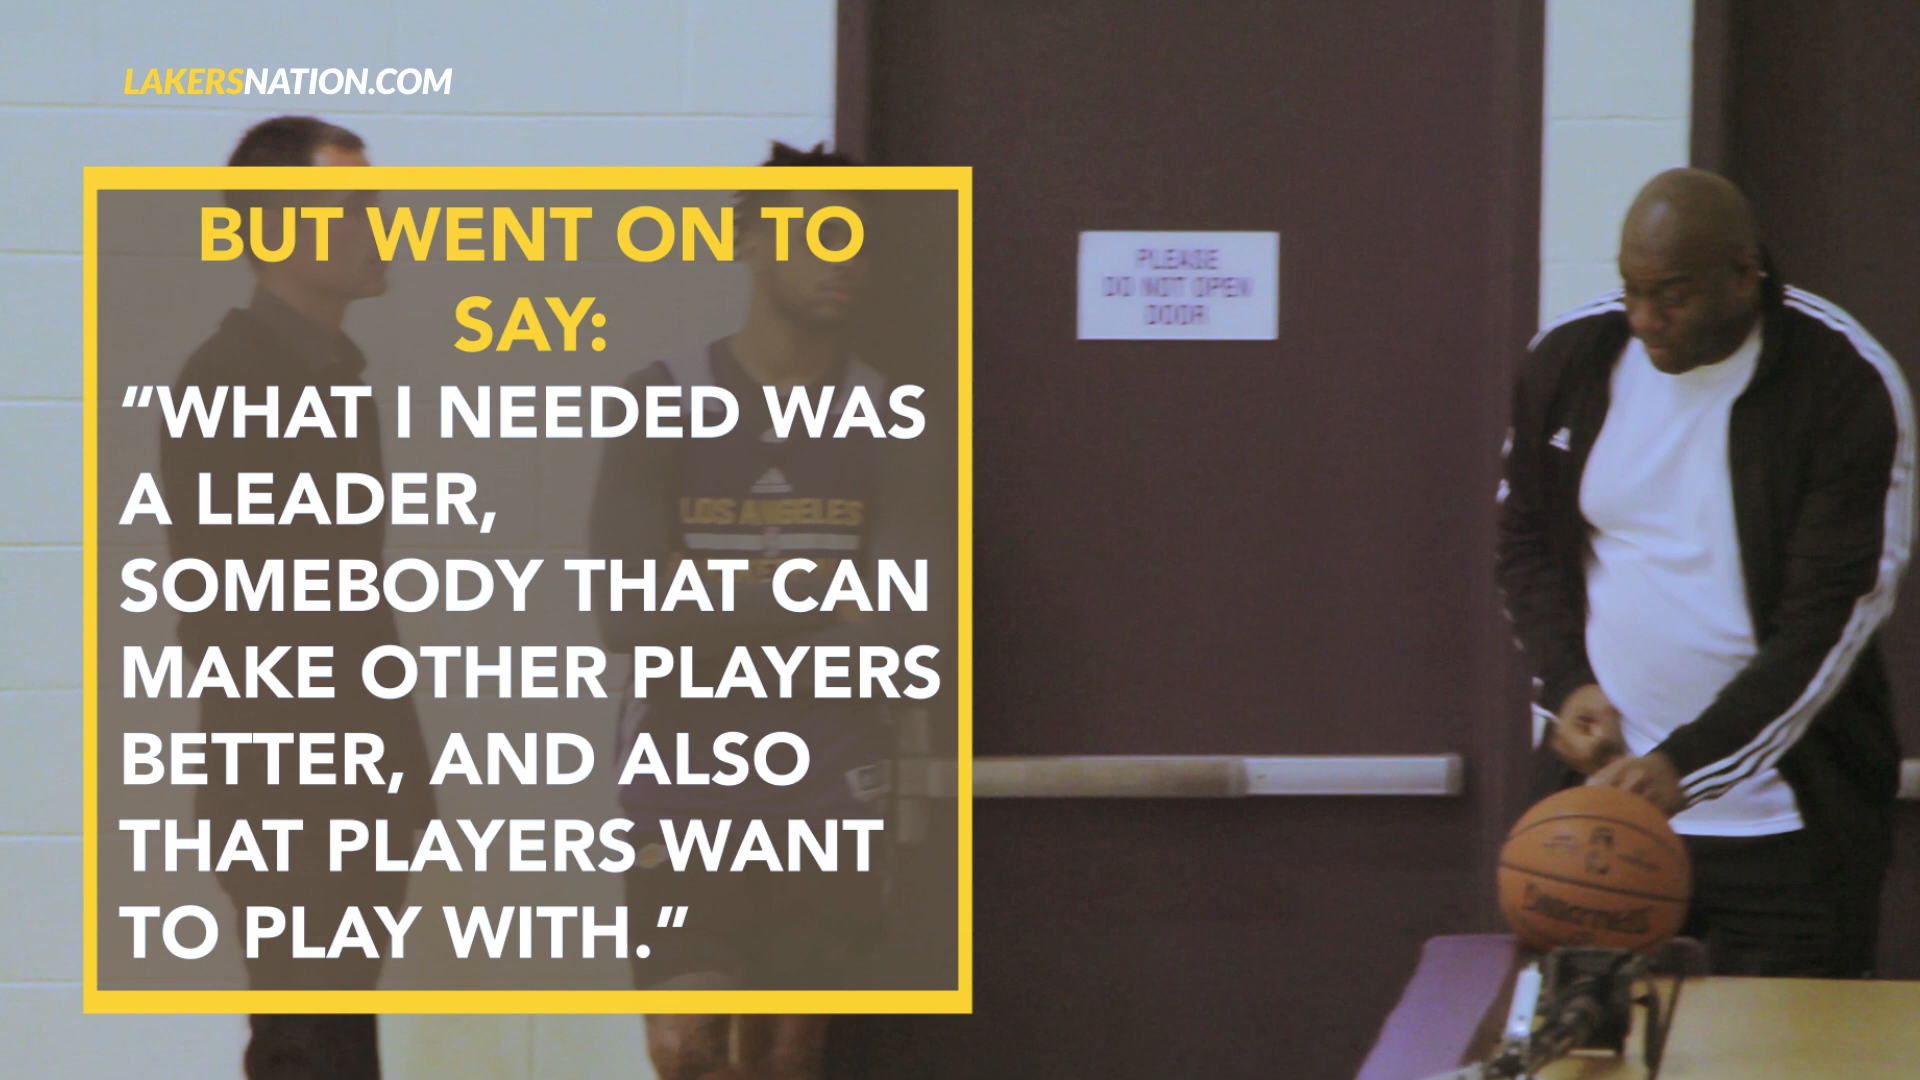 LAKERSNATION.COM
BUT WENT ON TO
SAY:
“WHAT I NEEDED WAS
A LEADER,
SOMEBODY THAT CAN
MAKE OTHER PLAYERS
BETTER, AND ALSO
THAT PLAYERS WANT
TO PLAY WITH.”
PLEASE
DO NOT OPEN
DOOR
LOS ANGELES